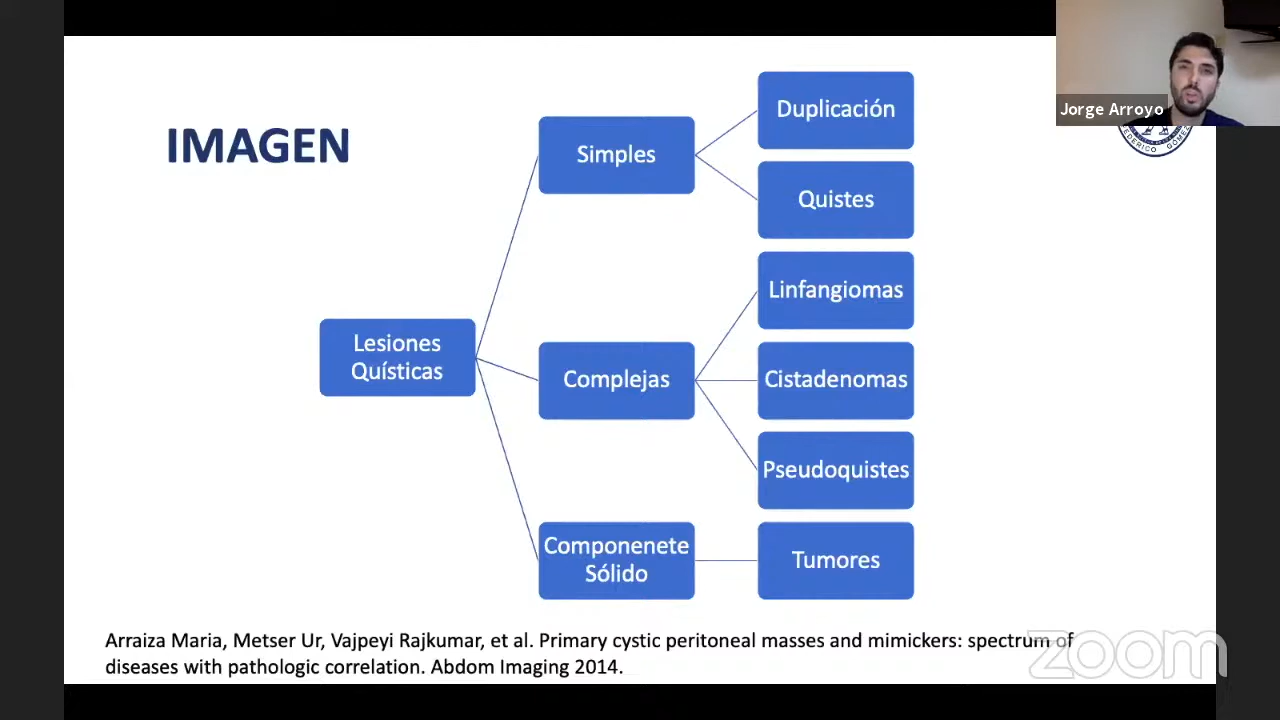 IMAGEN
Lesiones
Quísticas
Simples
Duplicación
Quistes
Complejas
Linfangiomas
Cistadenomas
Pseudoquistes
Componenete
Sólido
Tumores
Arraiza Maria, Metser Ur, Vajpeyi Rajkumar, et al. Primary cystic peritoneal masses and mimickers: spectrum of
diseases with pathologic correlation. Abdom Imaging 2014.
Jorge Arroyo
FEDERICO GÓMEZ
zoom